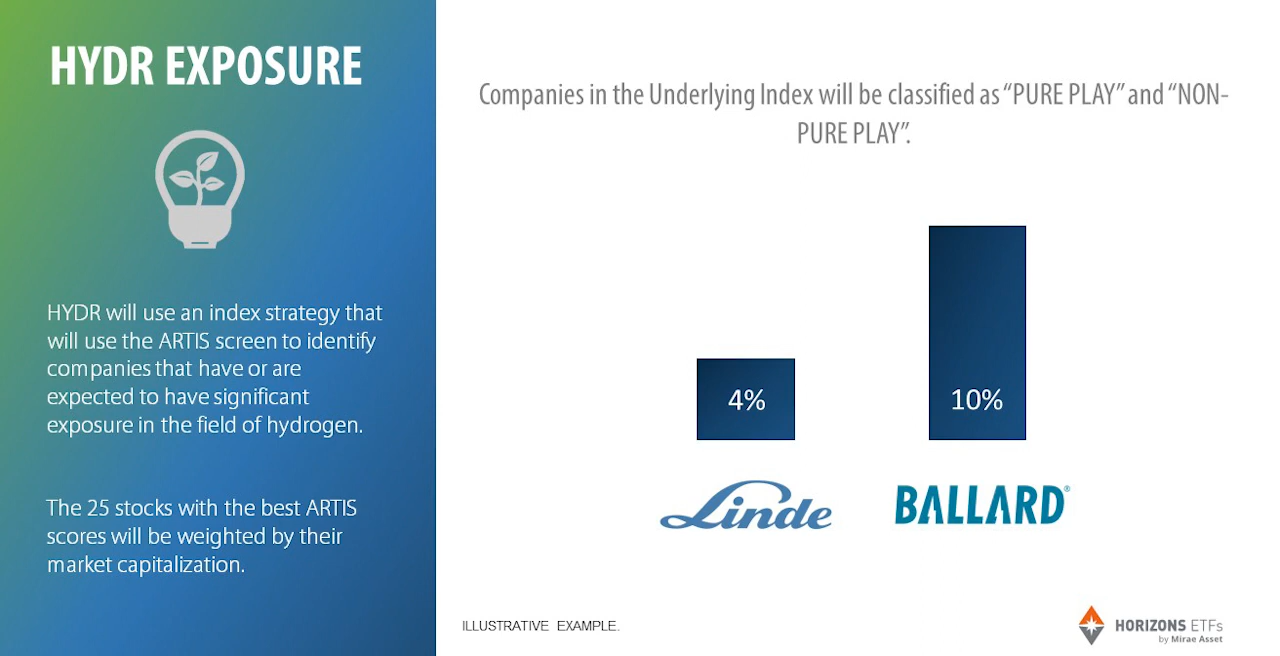 HYDR EXPOSURE
HYDR will use an index strategy that
will use the ARTIS screen to identify
companies that have or are
expected to have significant
exposure in the field of hydrogen.
The 25 stocks with the best ARTIS
scores will be weighted by their
market capitalization.
Companies in the Underlying Index will be classified as “PURE PLAY” and “NON-
PURE PLAY”.
4%
10%
Linde
BALLARD®
ILLUSTRATIVE EXAMPLE.
HORIZONS ETFs
by Mirae Asset